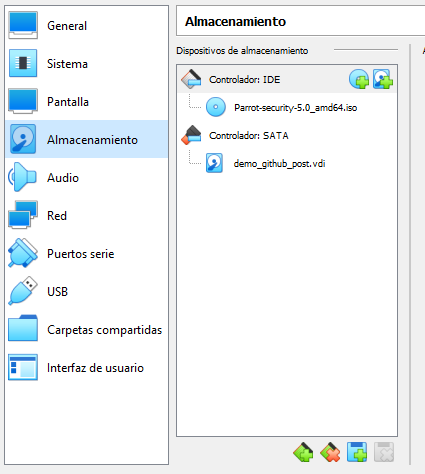 General
Sistema
Pantalla
Almacenamiento
Audio
Red
Puertos serie
USB
Carpetas compartidas
Interfaz de usuario
Almacenamiento
Dispositivos de almacenamiento
Controlador: IDE
Parrot-security-5.0_amd64.iso
Controlador: SATA
demo_github_post.vdi